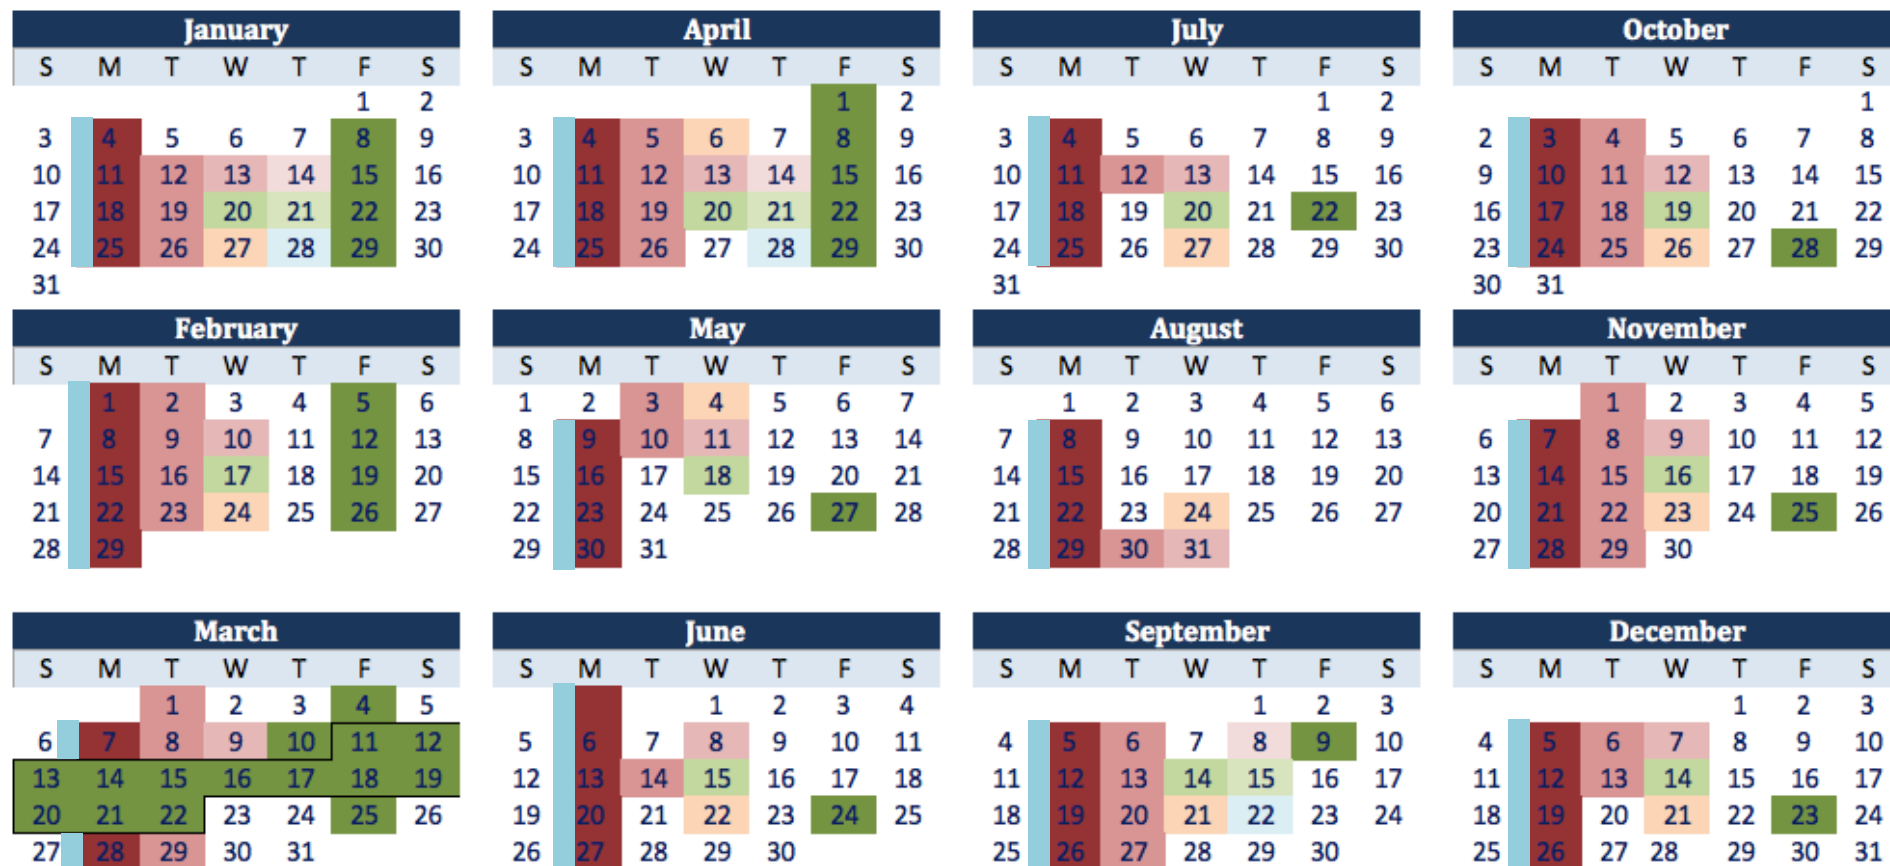 January April July October
S M T W T F S S M T W T F S S M T W T F S S M T W T F S
1 2 1 2 1 2 1
3 4 5 6 7 8 9 3 4 5 6 7 8 9 3 4 5 6 7 8 9 2 3 4 5 6 7 8
10 11 12 13 14 15 16 10 11 12 13 14 15 16 10 11 12 13 14 15 16 9 10 11 12 13 14 15
17 18 19 20 21 22 23 17 18 19 20 21 22 23 17 18 19 20 21 22 23 16 17 18 19 20 21 22
24 25 26 27 28 29 30 24 25 26 27 28 29 30 24 25 26 27 28 29 30 23 24 25 26 27 28 29
31 31 30 31
February May August November
S M T W T F S S M T W T F S S M T W T F S S M T W T F S
1 2 3 4 5 6 1 2 3 4 5 6 7 1 2 3 4 5 6 1 2 3 4 5
7 8 9 10 11 12 13 8 9 10 11 12 13 14 7 8 9 10 11 12 13 6 7 8 9 10 11 12
14 15 16 17 18 19 20 15 16 17 18 19 20 21 14 15 16 17 18 19 20 13 14 15 16 17 18 19
21 22 23 24 25 26 27 22 23 24 25 26 27 28 21 22 23 24 25 26 27 20 21 22 23 24 25 26
28 29 29 30 31 28 29 30 31 27 28 29 30
March June September December
S M T W T F S S M T W T F S S M T W T F S S M T W T F S
1 2 3 4 5 1 2 3 4 1 2 3 1 2 3
6 7 8 9 10 11 12 5 6 7 8 9 10 11 4 5 6 7 8 9 10 4 5 6 7 8 9 10
13 14 15 16 17 18 19 12 13 14 15 16 17 18 11 12 13 14 15 16 17 11 12 13 14 15 16 17
20 21 22 23 24 25 26 19 20 21 22 23 24 25 18 19 20 21 22 23 24 18 19 20 21 22 23 24
27 28 29 30 31 26 27 28 29 30 25 26 27 28 29 30 25 26 27 28 29 30 31